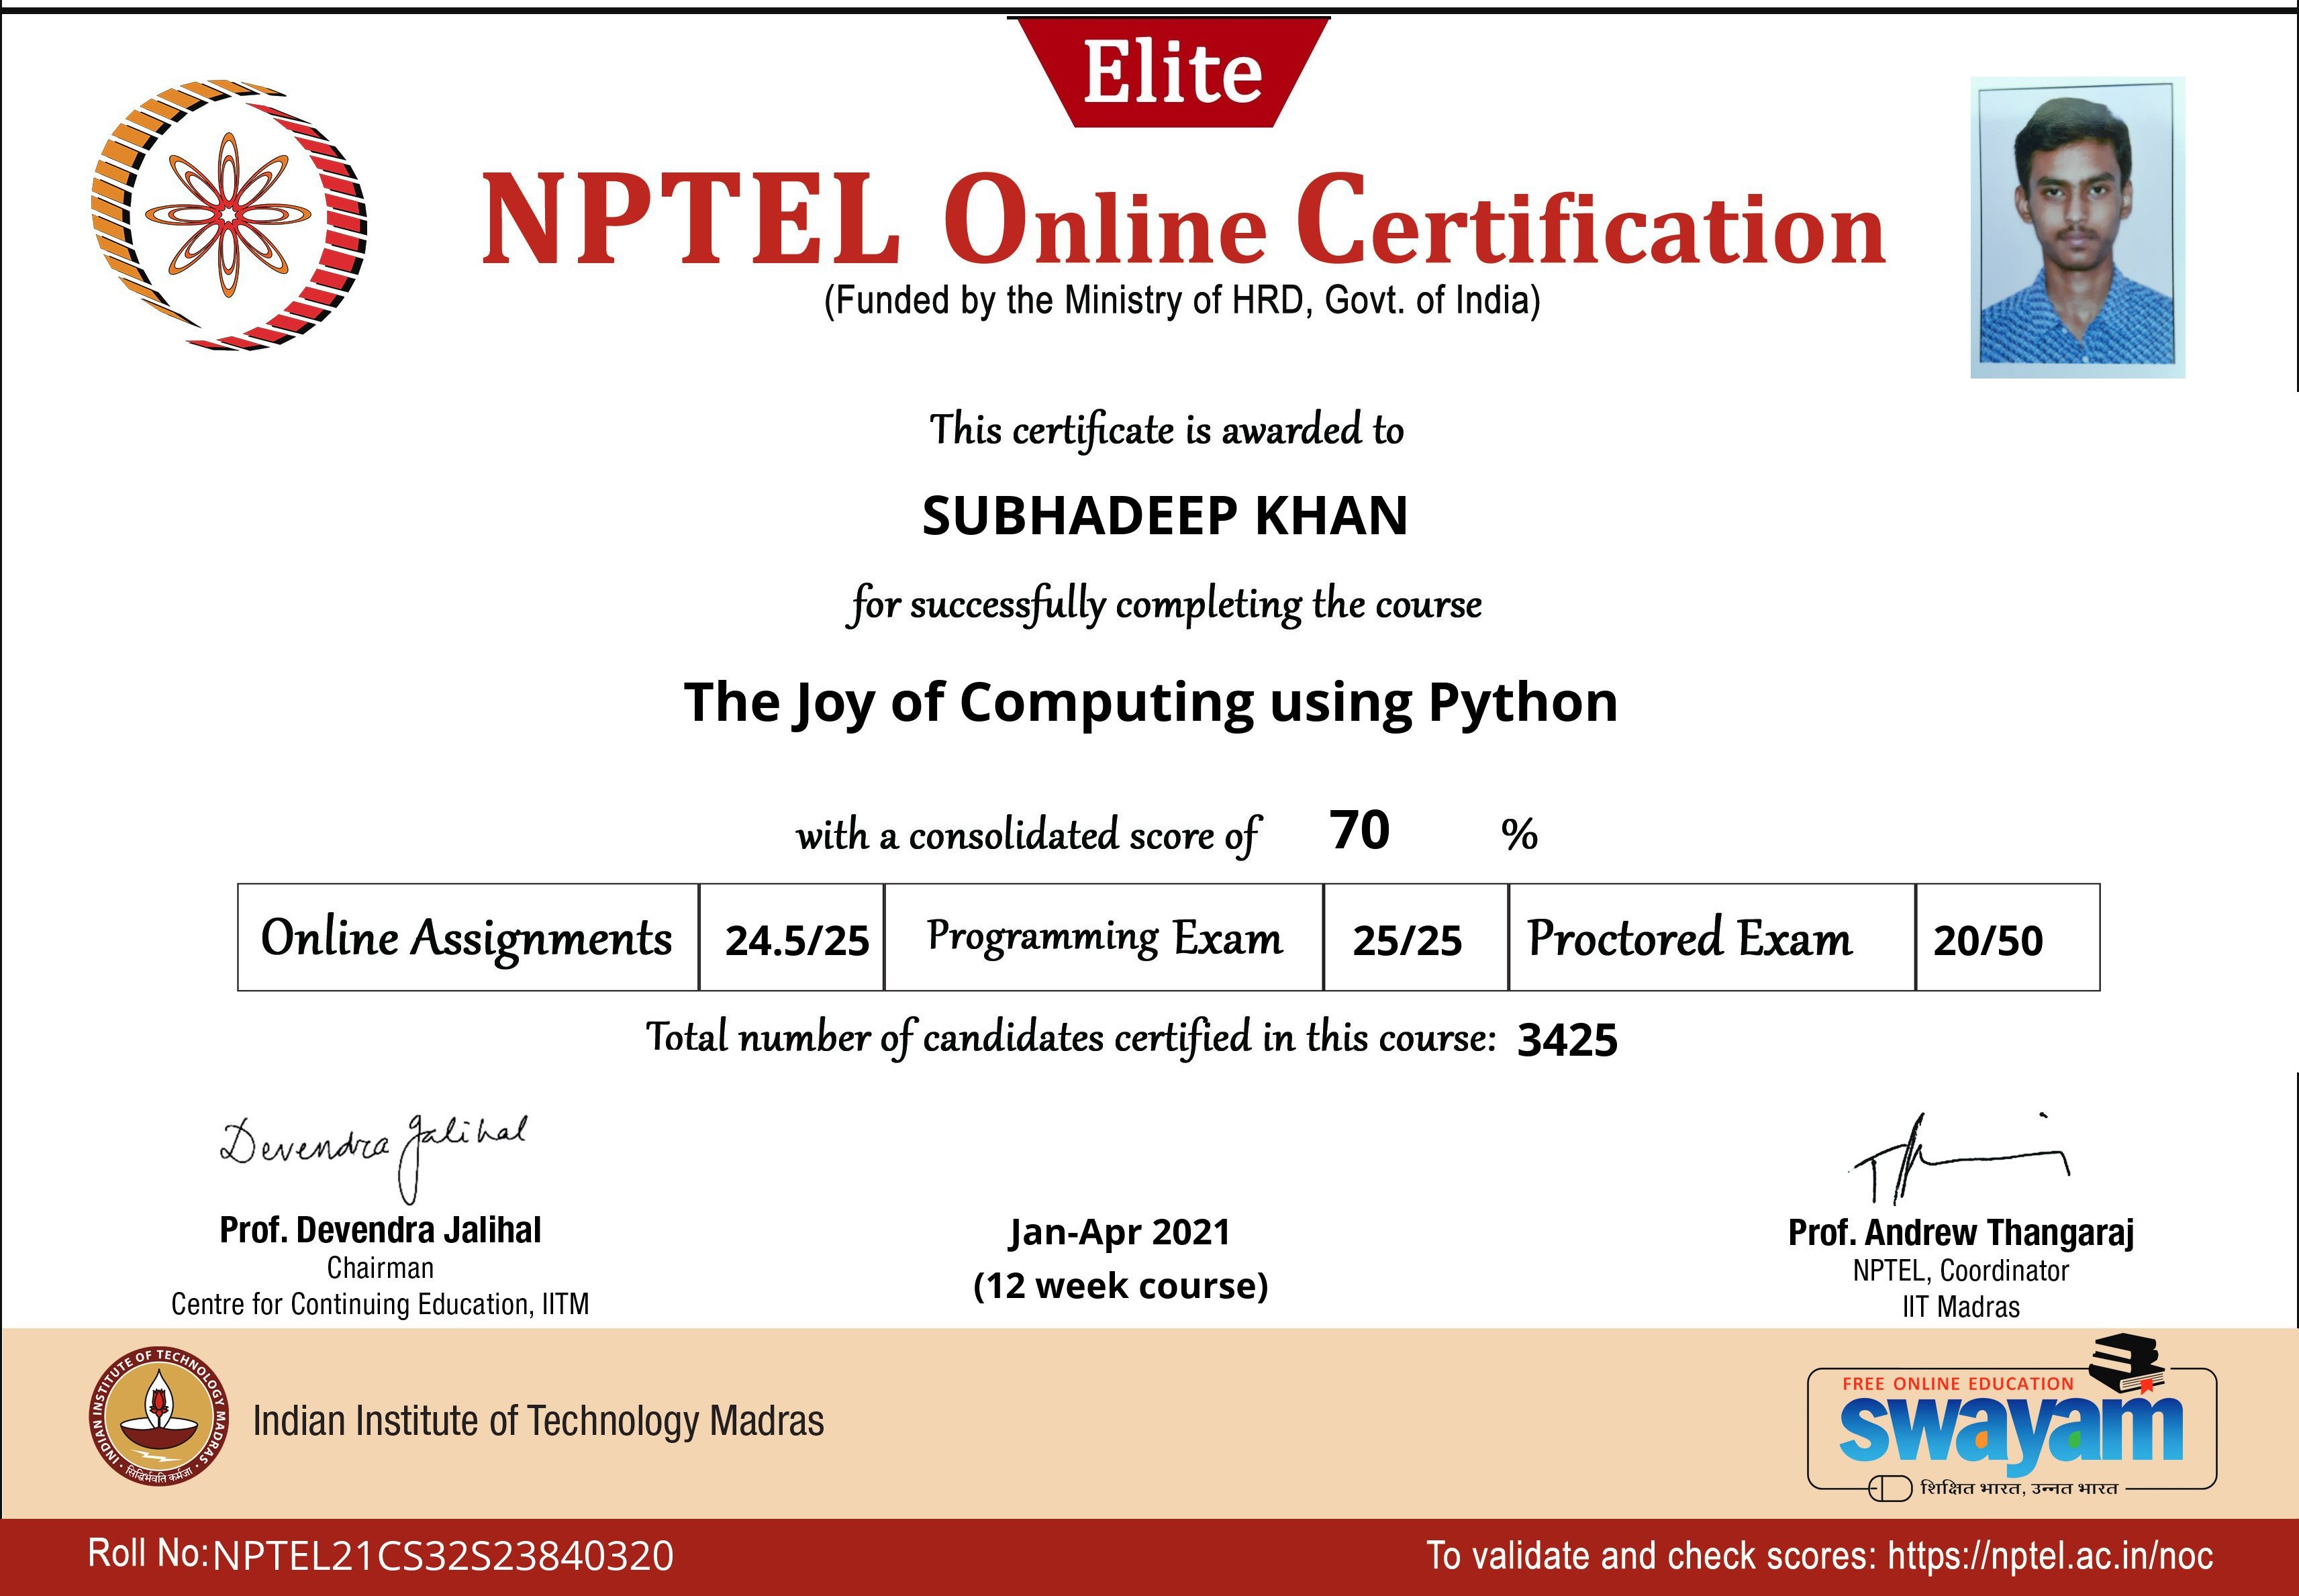 Elite
NPTEL Online Certification
(Funded by the Ministry of HRD, Govt. of India)
This certificate is awarded to
SUBHADEEP KHAN
for successfully completing the course
The Joy of Computing using Python
with a consolidated score of 70 %
Online Assignments 24.5/25 Programming Exam 25/25 Proctored Exam 20/50
Total number of candidates certified in this course: 3425
Devendra Jalihal
Prof. Devendra Jalihal
Chairman
Centre for Continuing Education, IITM
Jan-Apr 2021
(12 week course)
Prof. Andrew Thangaraj
NPTEL, Coordinator
IIT Madras
INDIAN INSTITUTE OF TECHNOLOGY MADRAS
सिद्धिर्भवति कर्मजा
Indian Institute of Technology Madras
FREE ONLINE EDUCATION
swayam
शिक्षित भारत, उन्नत भारत
Roll No:NPTEL21CS32S23840320
To validate and check scores: https://nptel.ac.in/noc